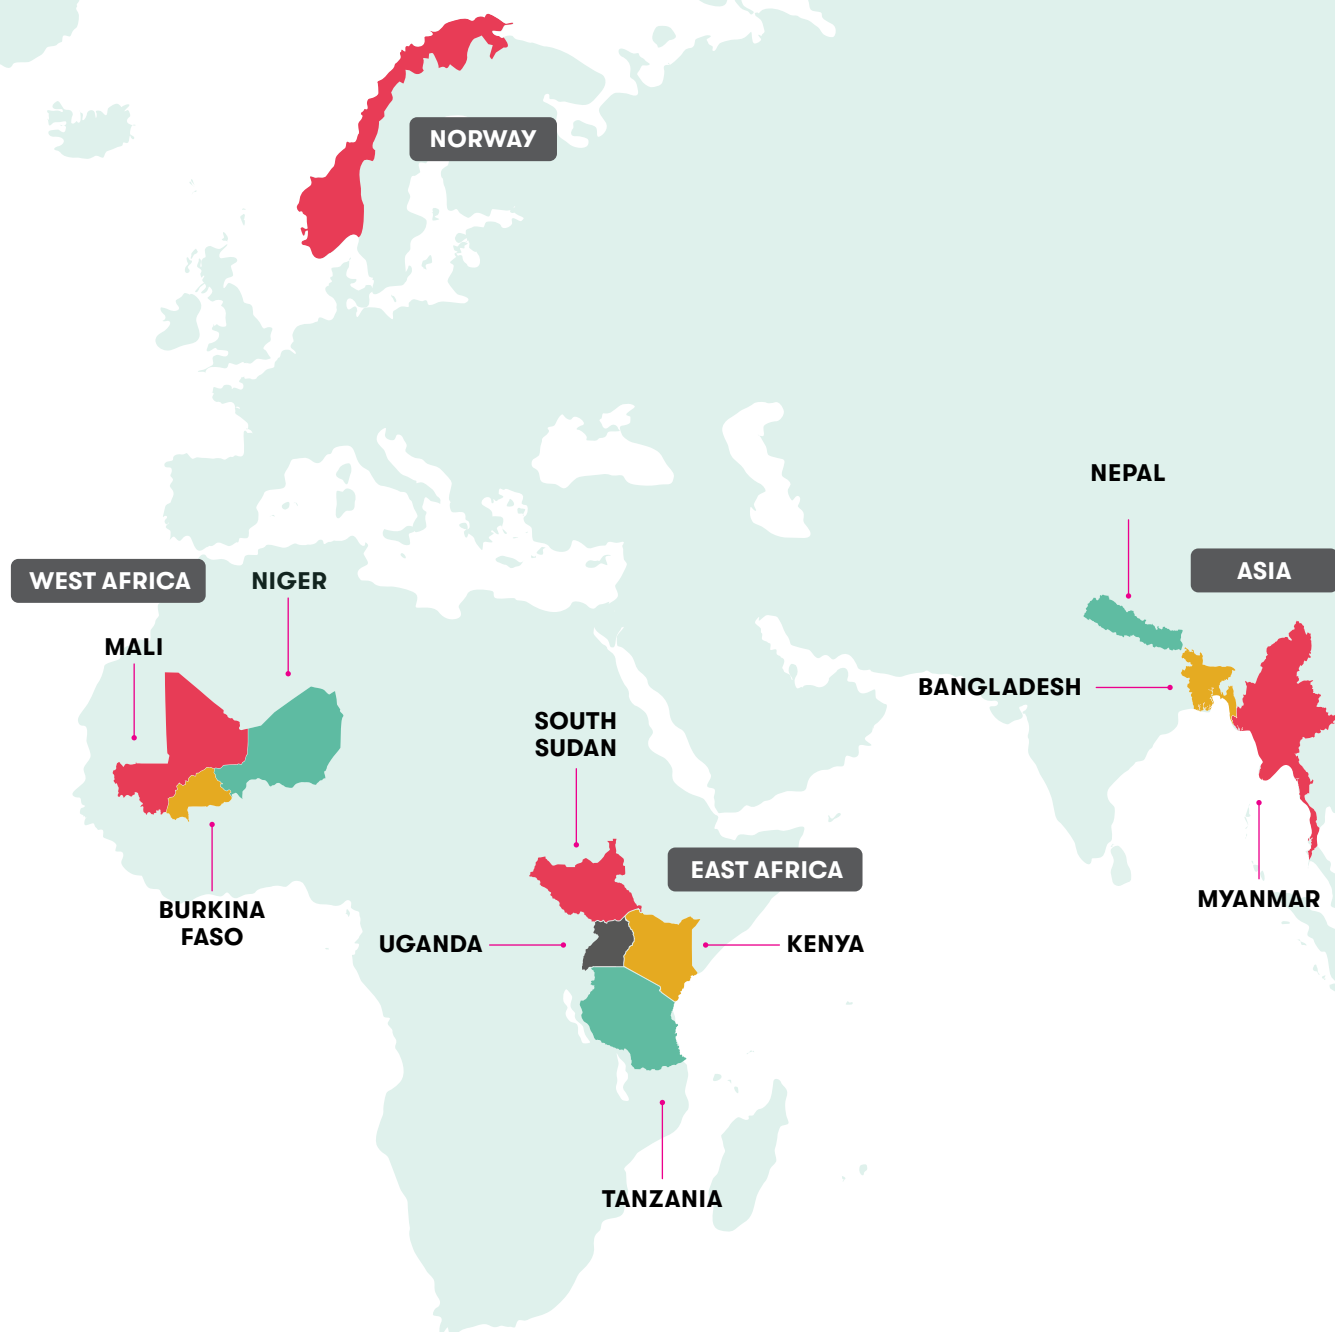 NORWAY
NEPAL
ASIA
WEST AFRICA
NIGER
MALI
BANGLADESH
SOUTH
SUDAN
EAST AFRICA
MYANMAR
BURKINA
FASO
UGANDA
KENYA
TANZANIA